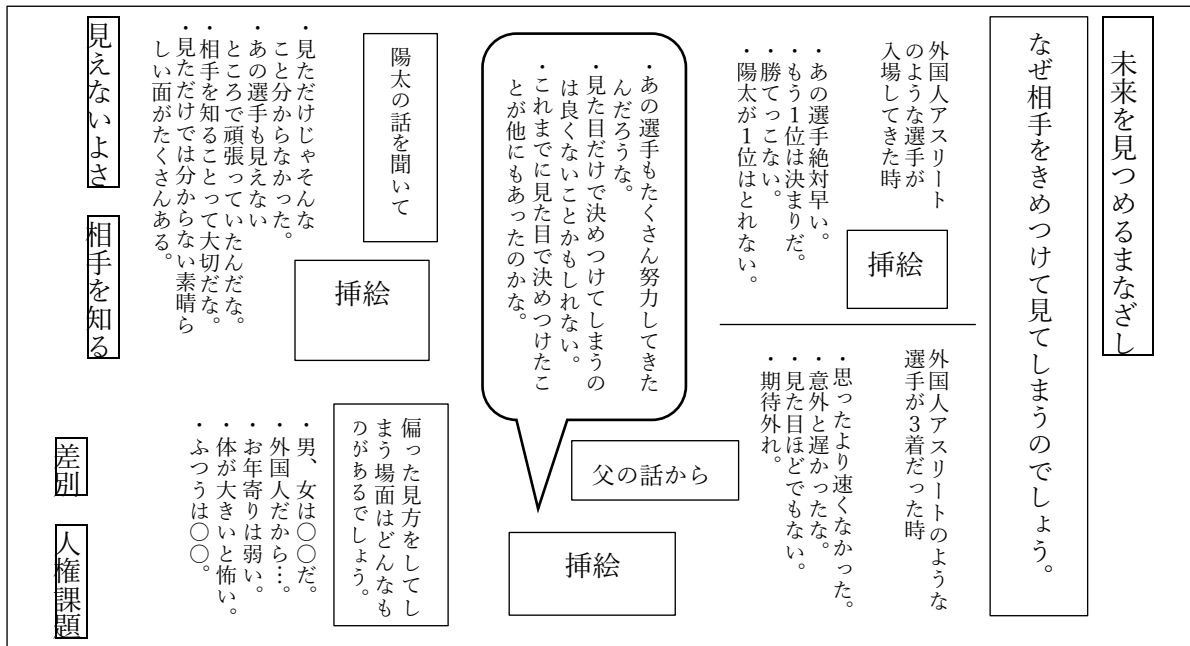 未来を見つめるまなざし
なぜ相手をきめつけて見てしまうのでしょう。
外国人アスリート
のような選手が
入場してきた時
挿絵
・あの選手絶対早い。
・もう１位は決まりだ。
・勝てっこない。
・陽太が１位はとれない。
外国人アスリートのような
選手が３着だった時
・思ったより速くなかった。
・意外と遅かったな。
・見た目ほどでもない。
・期待外れ。
父の話から
挿絵
・あの選手もたくさん努力してきた
んだろうな。
・見た目だけで決めつけてしまうの
は良くないことかもしれない。
・これまでに見た目で決めつけたこ
とが他にもあったのかな。
陽太の話を聞いて
挿絵
・見ただけじゃそんな
こと分からなかった。
・あの選手も見えない
ところで頑張っていたんだな。
・相手を知ることって大切だな。
・見ただけでは分からない素晴ら
しい面がたくさんある。
偏った見方をしてし
まう場面はどんなも
のがあるでしょう。
・男、女は〇〇だ。
・外国人だから…。
・お年寄りは弱い。
・体が大きいと怖い。
・ふつうは〇〇。
見えないよさ
相手を知る
差別
人権課題